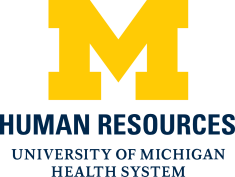 M
HUMAN RESOURCES
UNIVERSITY OF MICHIGAN
HEALTH SYSTEM